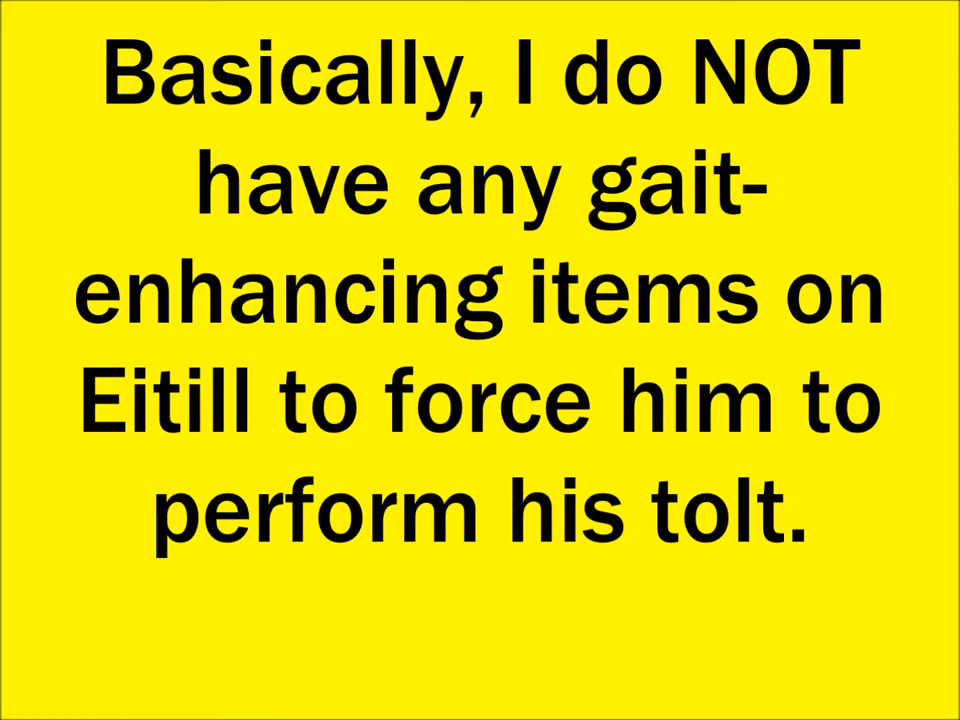 Basically, I do NOT
have any gait-
enhancing items on
Eitill to force him to
perform his tolt.